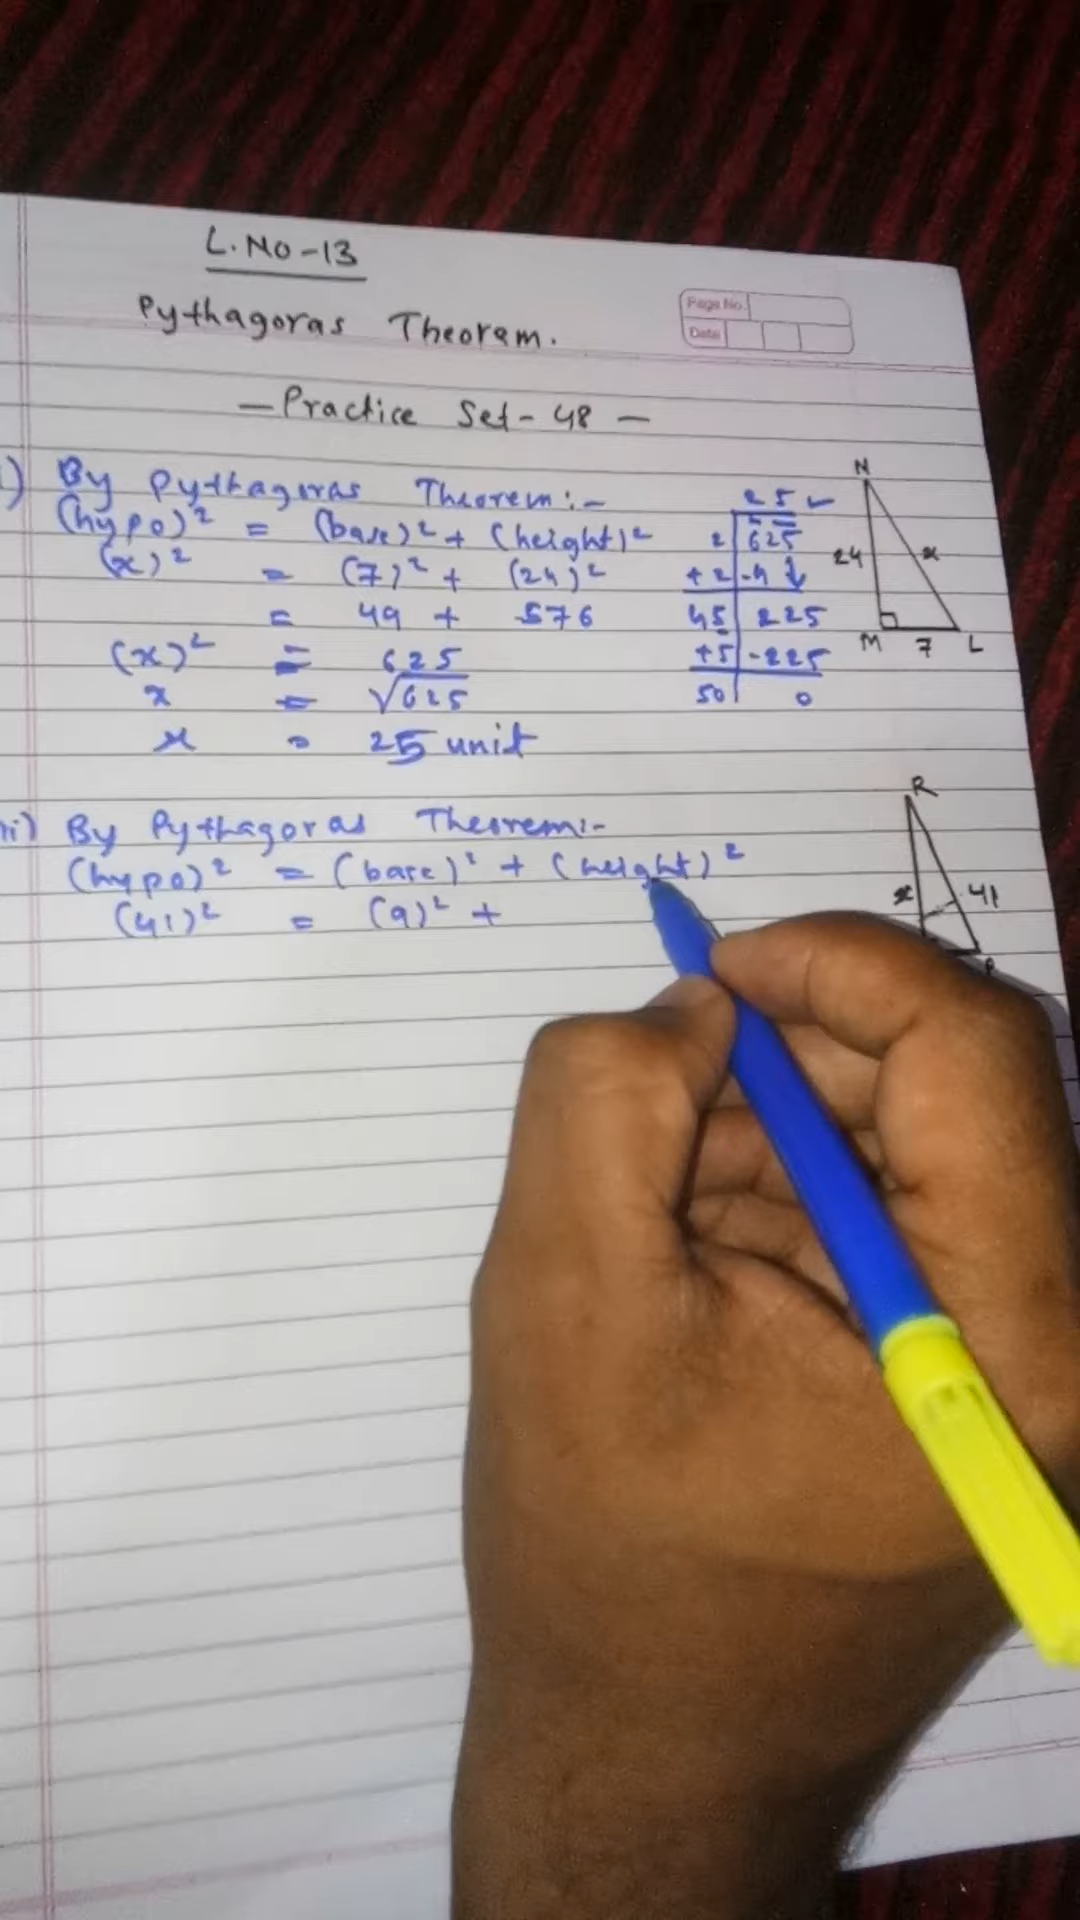 L.No-13
Pythagoras Theorem.
Page No.
Date
- Practice Set- 48 -
) By Pythagoras Theorem:-
(hypo)² = (base)² + (height)²
(x)² = (7)² + (24)²
= 49 + 576
(x)² = 625
x = √625
x = 25 unit
25
2 625
+2 -4
45 225
+5 -225
50 0
N
24 x
M 7 L
ii) By Pythagoras Theorem:-
(hypo)² = (base)² + (height)²
(41)² = (9)² +
R
x 41
P